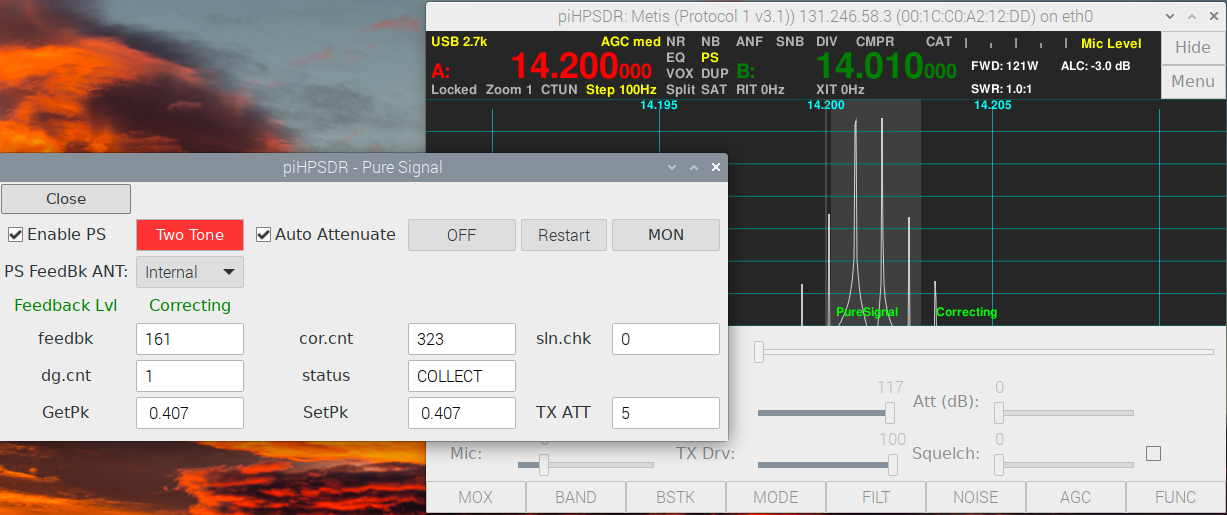 piHPSDR: Metis (Protocol 1 v3.1)) 131.246.58.3 (00:1C:C0:A2:12:DD) on eth0
USB 2.7k AGC med NR NB ANF SNB DIV CMPR CAT Mic Level Hide
A: 14.200000 EQ PS B: 14.010000 FWD: 121W ALC: -3.0 dB
VOX DUP
Locked Zoom 1 CTUN Step 100Hz Split SAT RIT 0Hz XIT 0Hz SWR: 1.0:1 Menu
14.195 14.200 14.205
piHPSDR - Pure Signal
Close
Enable PS Two Tone Auto Attenuate OFF Restart MON
PS FeedBk ANT: Internal
Feedback Lvl Correcting
feedbk 161 cor.cnt 323 sln.chk 0
dg.cnt 1 status COLLECT
GetPk 0.407 SetPk 0.407 TX ATT 5
PureSignal Correcting
117 Att (dB): 0
Mic: TX Drv: 100 Squelch: 0
MOX BAND BSTK MODE FILT NOISE AGC FUNC